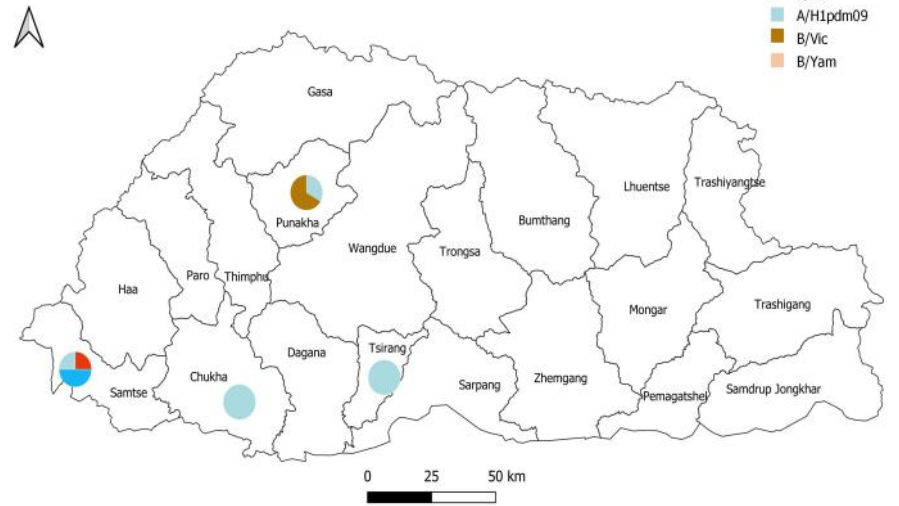 A/H1pdm09
B/Vic
B/Yam
Gasa
Punakha
Lhuentse
Trashiyangtse
Bumthang
Wangdue
Trongsa
Haa
Paro
Thimphu
Mongar
Trashigang
Tsirang
Dagana
Chukha
Samtse
Sarpang
Zhemgang
Pemagatshel
Samdrup Jongkhar
0 25 50 km